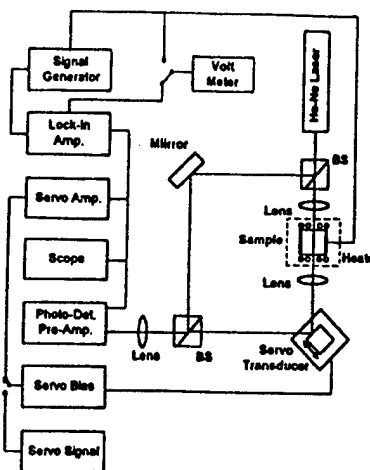 Signal
Generator
Volt
Meter
He-Ne Laser
Lock-In
Amp.
Mirror
BS
Servo Amp.
Lens
Sample
Heater
Scope
Lens
Photo-Det.
Pre-Amp.
Lens
BS
Servo
Transducer
Servo Bias
Servo Signal